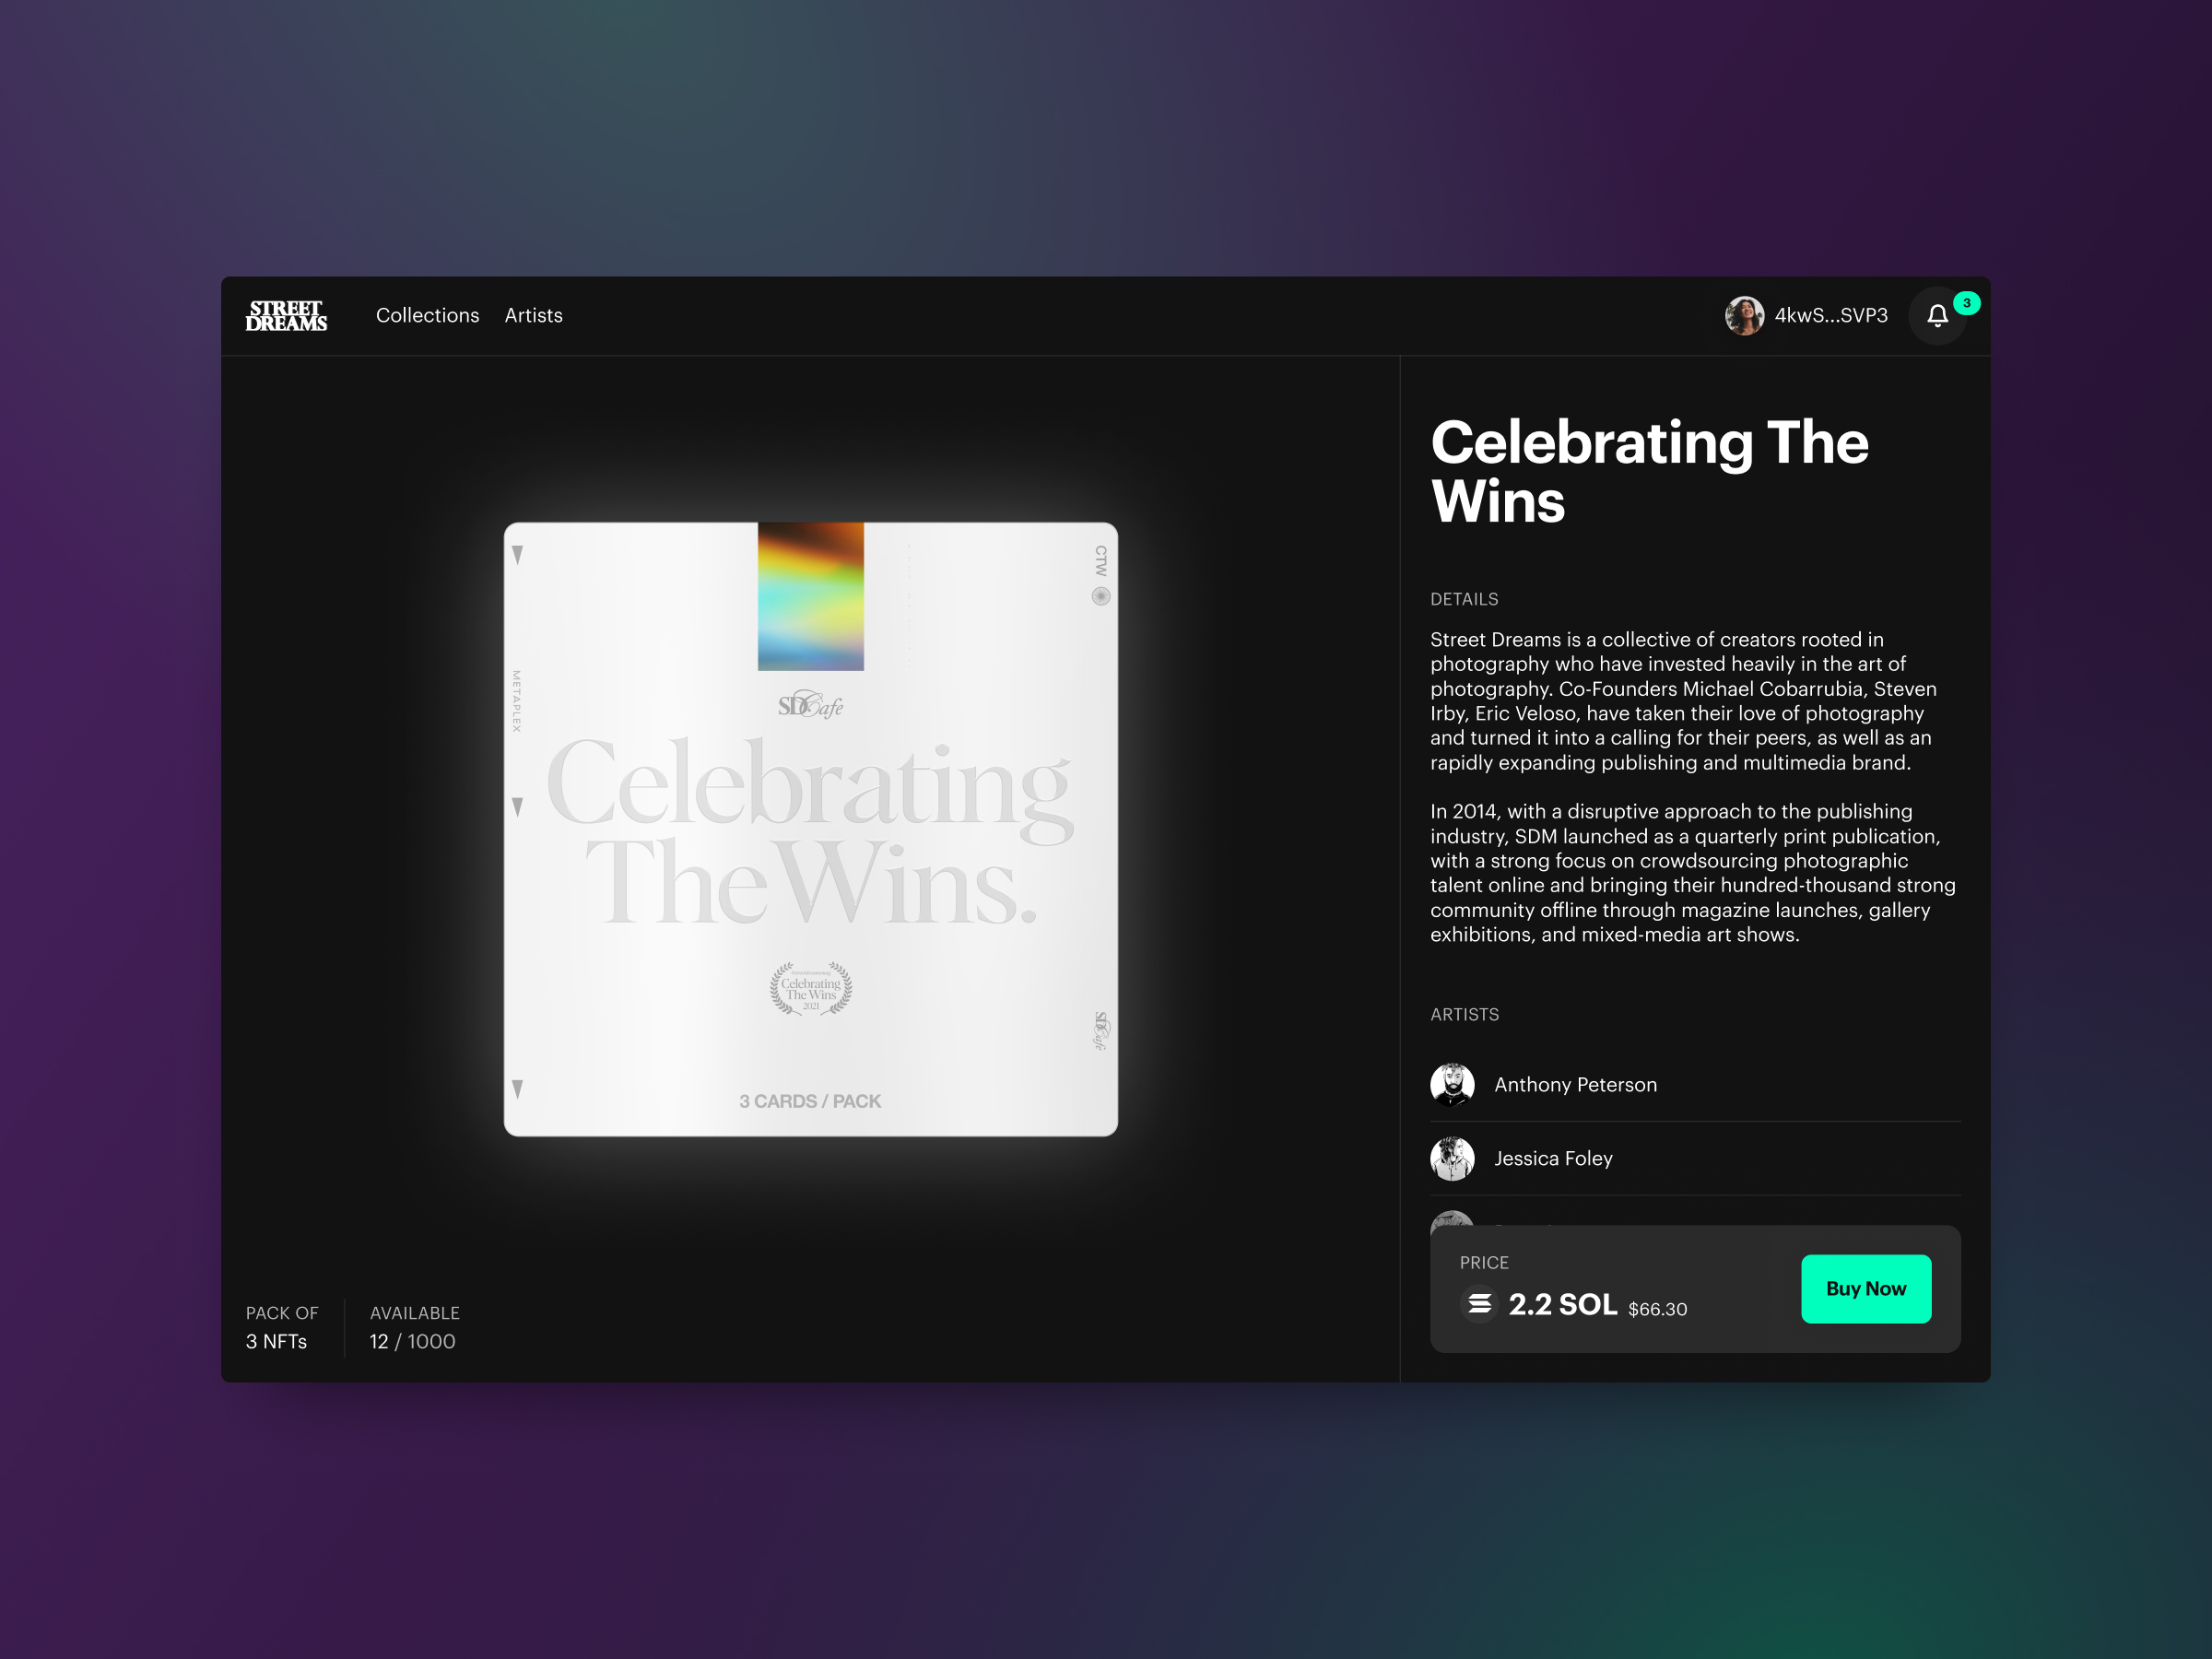 STREET
DREAMS
Collections
Artists
4kwS...SVP3
3
CTW
METAPLEX
SDCafe
Celebrating
The Wins.
Celebrating
The Wins
2021
SDCafe
3 CARDS / PACK
PACK OF
3 NFTs
AVAILABLE
12 / 1000
Celebrating The
Wins
DETAILS
Street Dreams is a collective of creators rooted in
photography who have invested heavily in the art of
photography. Co-Founders Michael Cobarrubia, Steven
Irby, Eric Veloso, have taken their love of photography
and turned it into a calling for their peers, as well as an
rapidly expanding publishing and multimedia brand.
In 2014, with a disruptive approach to the publishing
industry, SDM launched as a quarterly print publication,
with a strong focus on crowdsourcing photographic
talent online and bringing their hundred-thousand strong
community offline through magazine launches, gallery
exhibitions, and mixed-media art shows.
ARTISTS
Anthony Peterson
Jessica Foley
PRICE
2.2 SOL $66.30
Buy Now